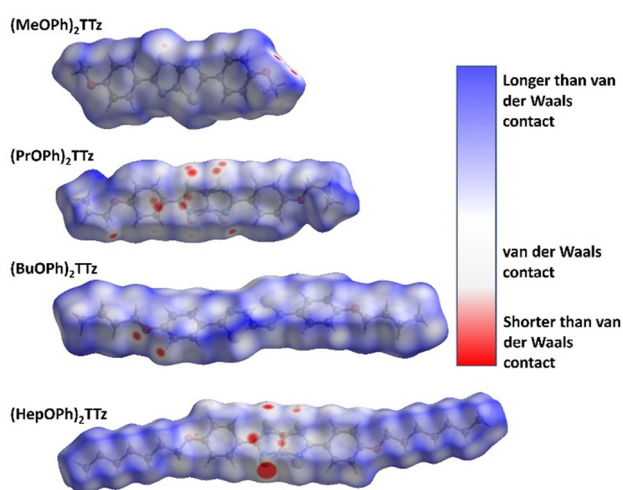 (MeOPh)₂TTz
(PrOPh)₂TTz
(BuOPh)₂TTz
(HepOPh)₂TTz
Longer than van
der Waals
contact
van der Waals
contact
Shorter than van
der Waals
contact